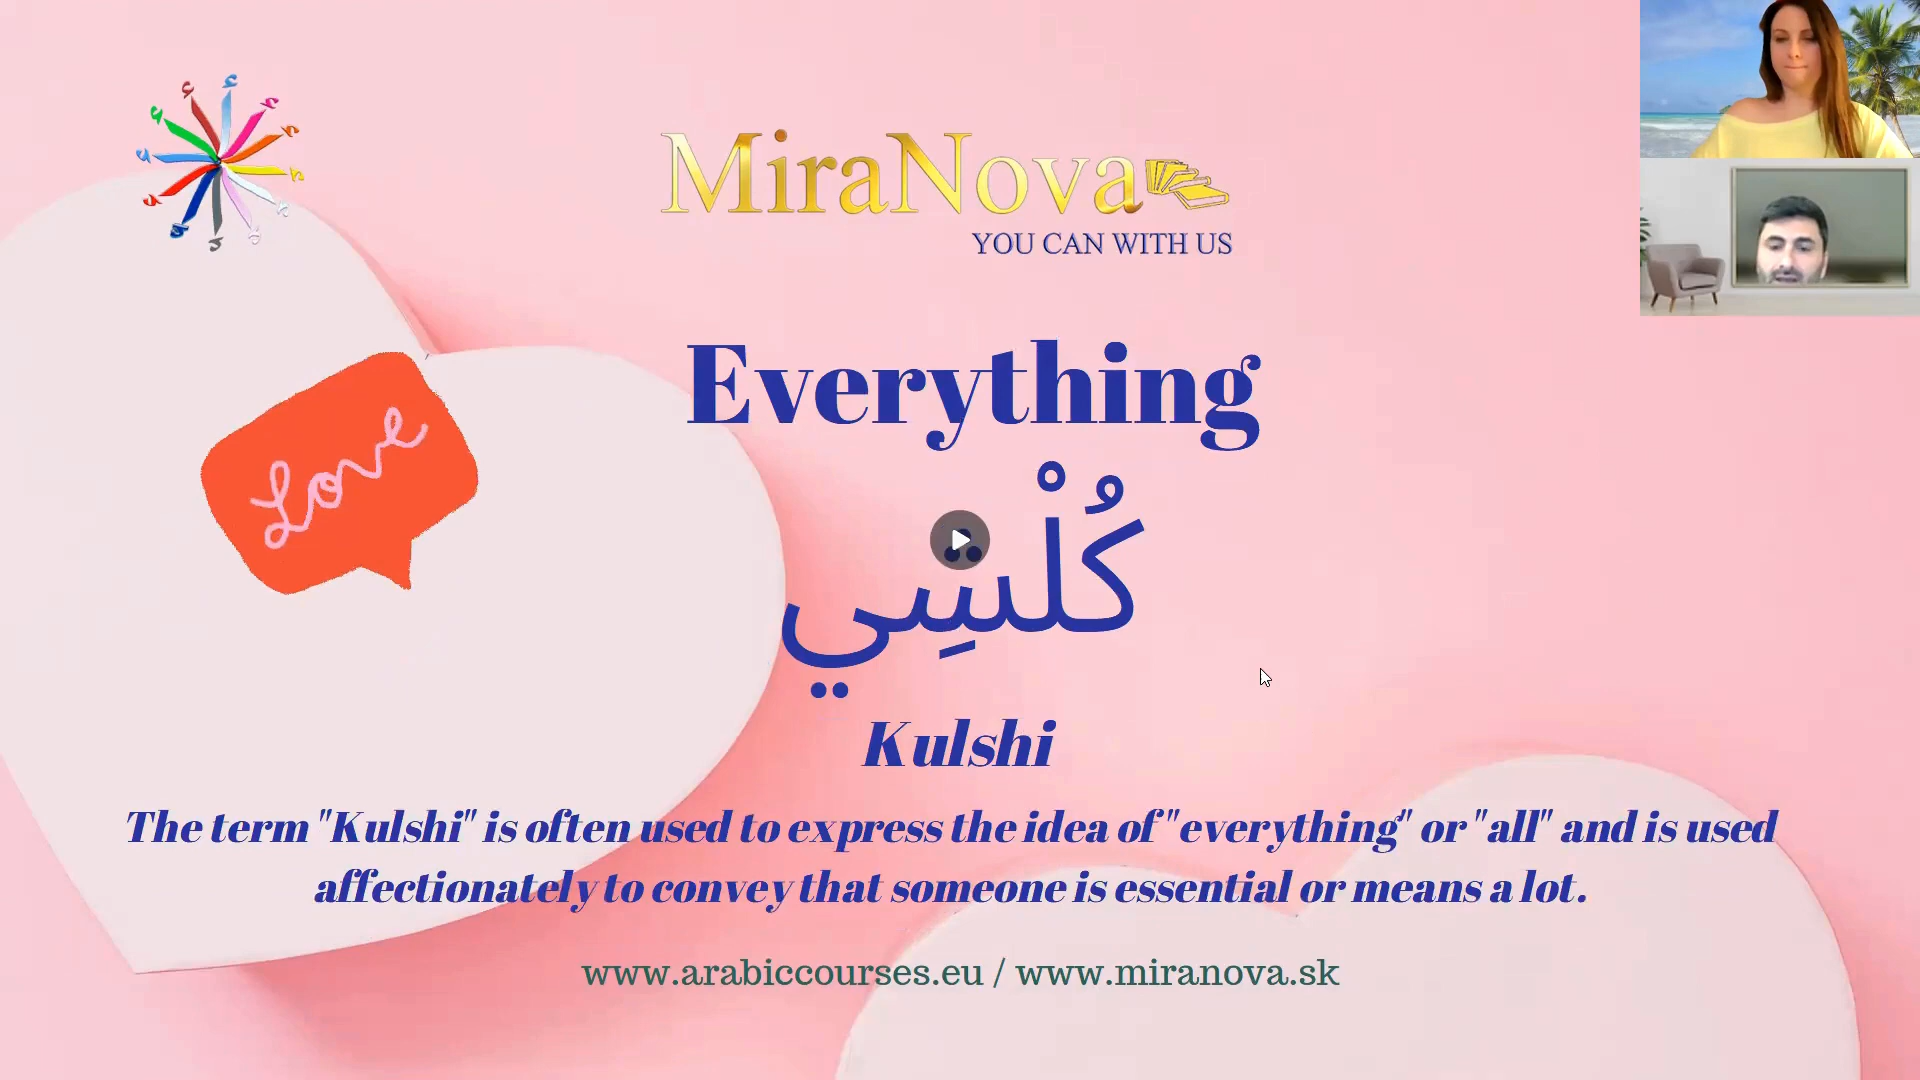 MiraNova
YOU CAN WITH US
Everything
Love
كُلْشِي
Kulshi
The term "Kulshi" is often used to express the idea of "everything" or "all" and is used
affectionately to convey that someone is essential or means a lot.
www.arabiccourses.eu / www.miranova.sk